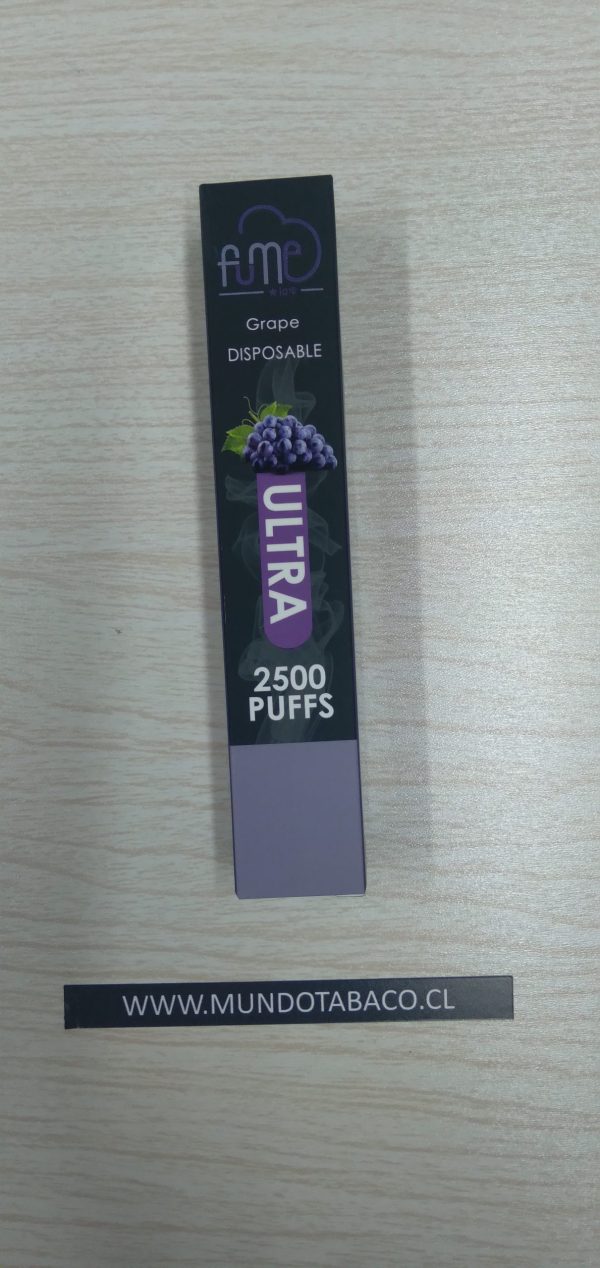 fume
Grape
DISPOSABLE
ULTRA
2500
PUFFS
WWW.MUNDOTABACO.CL